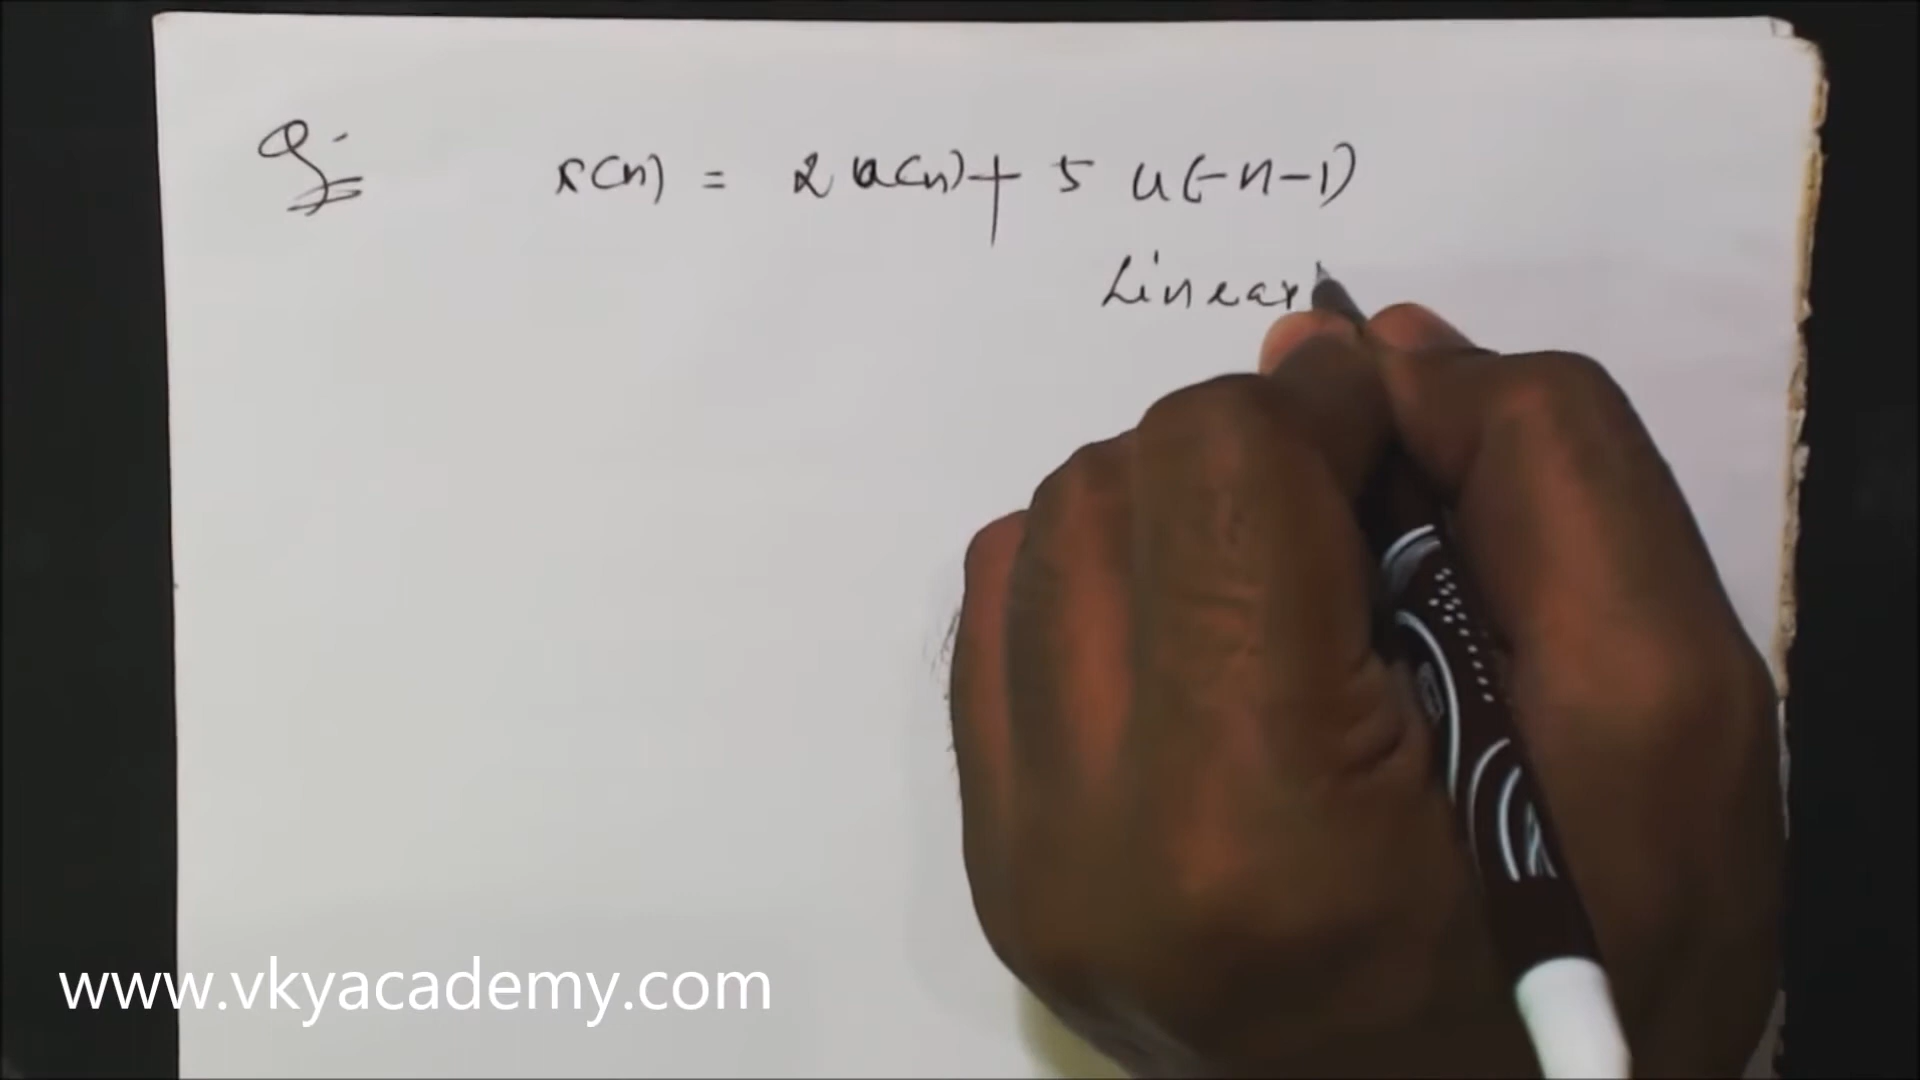 Q:-
x(n) = 2 u(n) + 5 u(-n-1)
Linear
www.vkyacademy.com